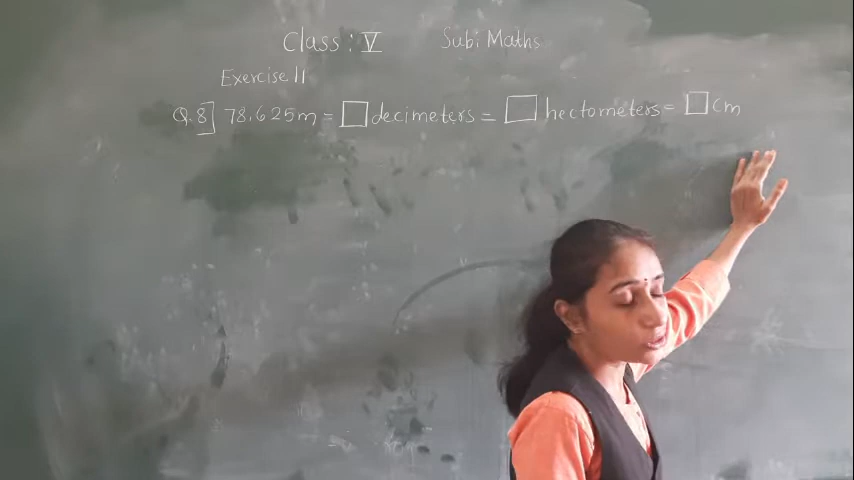 Class: V Sub: Maths
Exercise 11
Q.8] 78.625m = □ decimeters = □ hectometers = □ cm